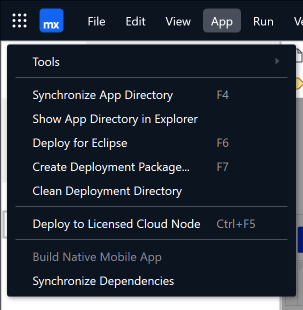 mx File Edit View App Run Ve
Tools
Synchronize App Directory F4
Show App Directory in Explorer
Deploy for Eclipse F6
Create Deployment Package... F7
Clean Deployment Directory
Deploy to Licensed Cloud Node Ctrl+F5
Build Native Mobile App
Synchronize Dependencies